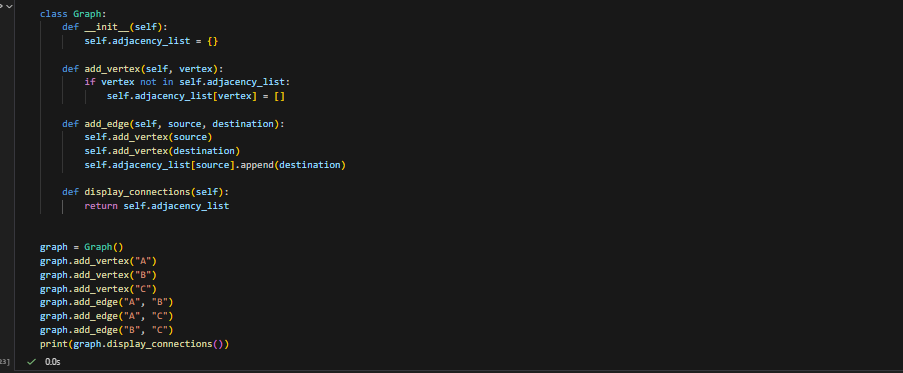 class Graph:
    def __init__(self):
        self.adjacency_list = {}

    def add_vertex(self, vertex):
        if vertex not in self.adjacency_list:
            self.adjacency_list[vertex] = []

    def add_edge(self, source, destination):
        self.add_vertex(source)
        self.add_vertex(destination)
        self.adjacency_list[source].append(destination)

    def display_connections(self):
        return self.adjacency_list


graph = Graph()
graph.add_vertex("A")
graph.add_vertex("B")
graph.add_vertex("C")
graph.add_edge("A", "B")
graph.add_edge("A", "C")
graph.add_edge("B", "C")
print(graph.display_connections())
✓ 0.0s